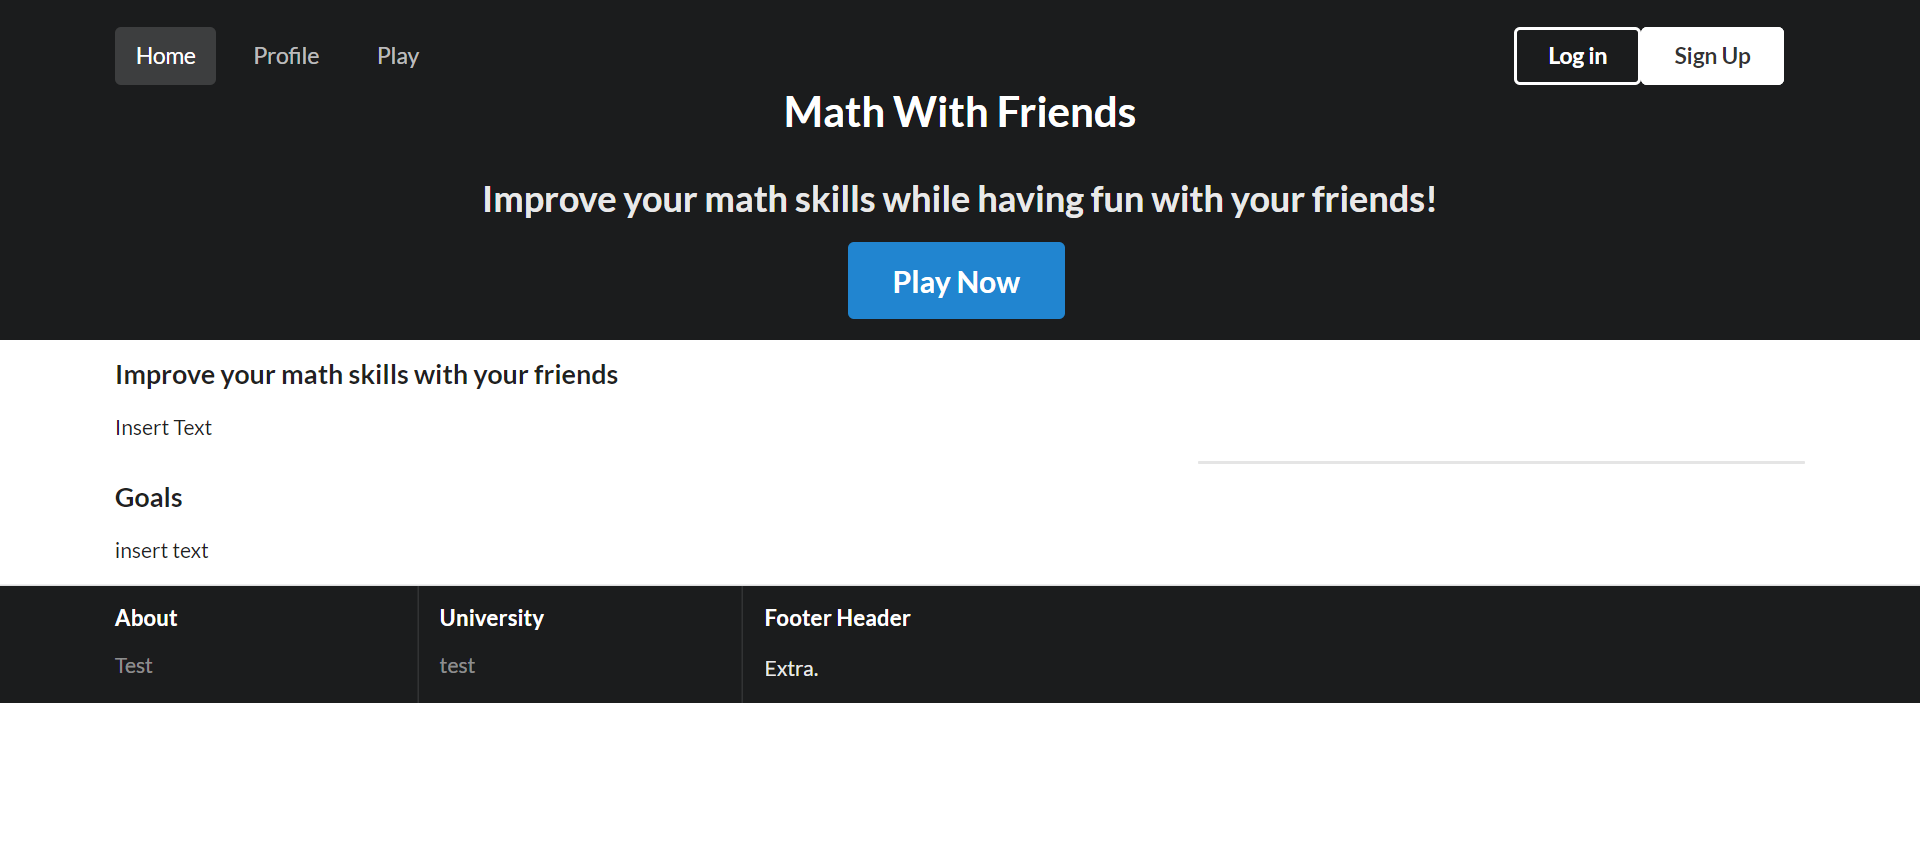 Home Profile Play Log in Sign Up
Math With Friends
Improve your math skills while having fun with your friends!
Play Now
Improve your math skills with your friends
Insert Text
Goals
insert text
About University Footer Header
Test test Extra.